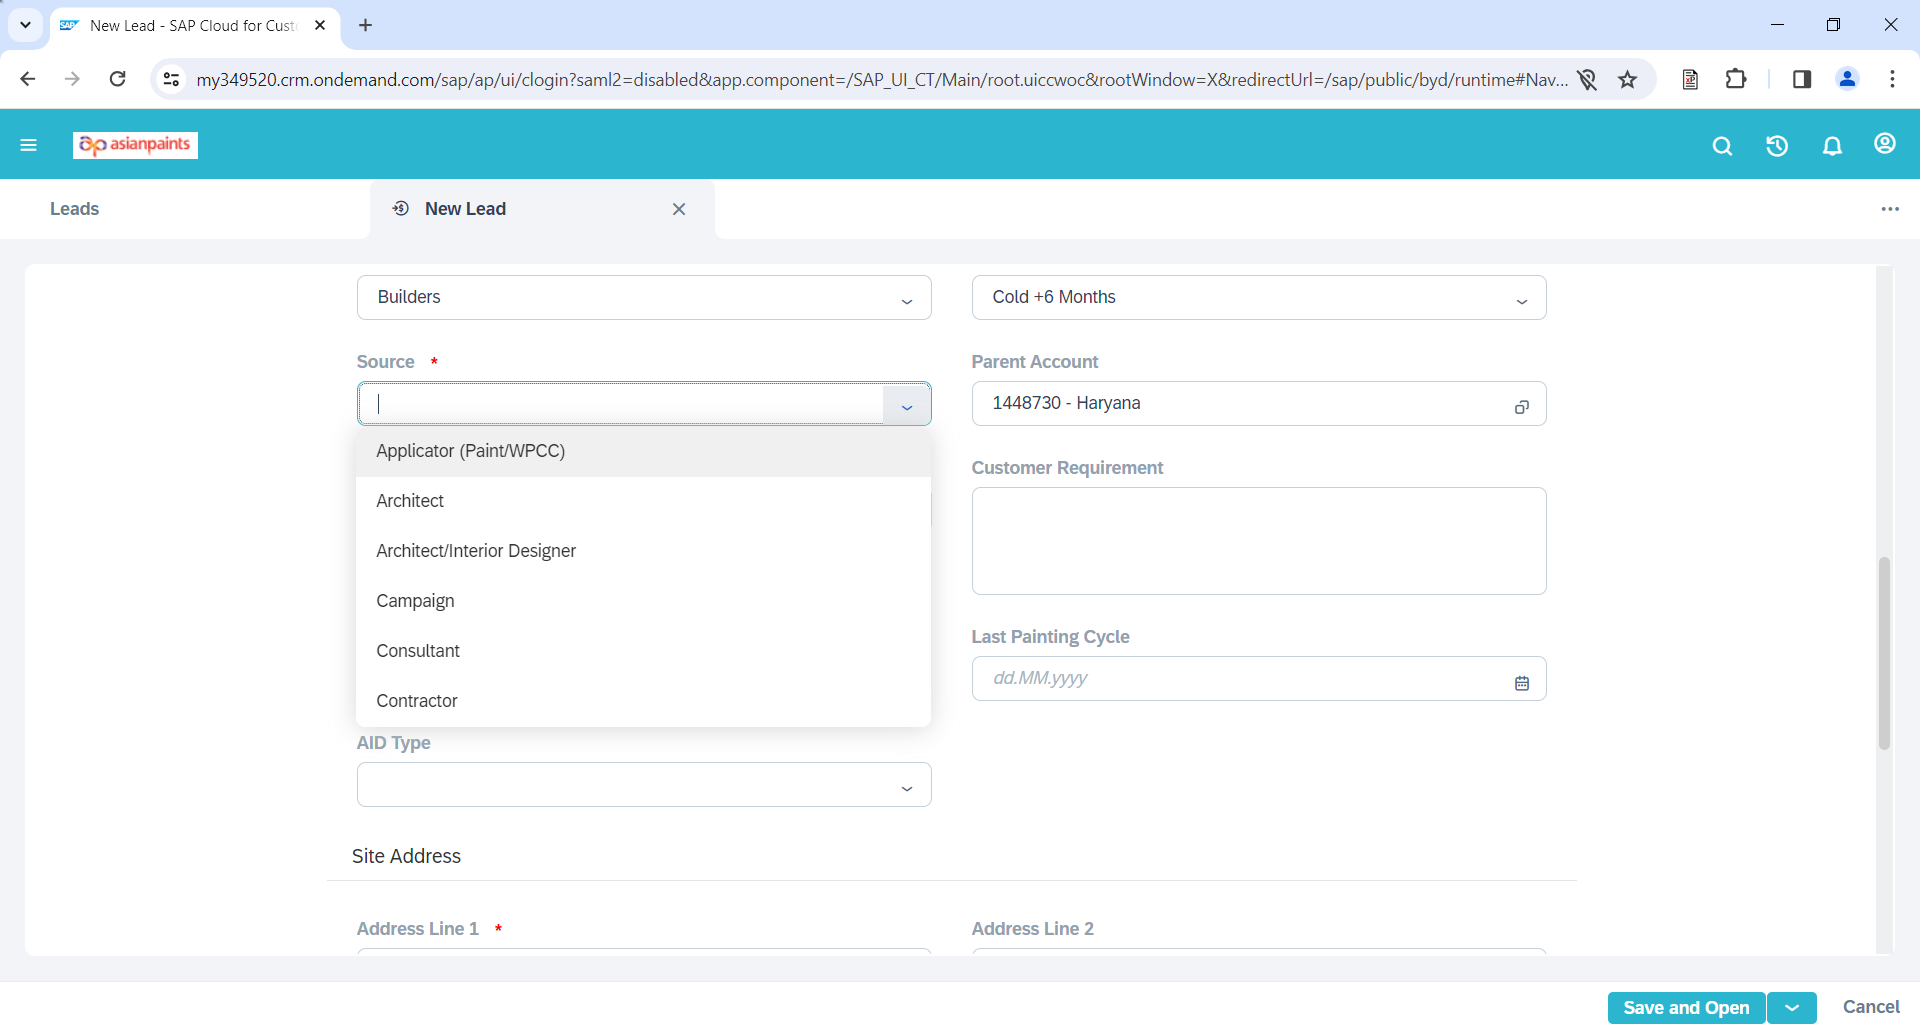 New Lead - SAP Cloud for Cust
my349520.crm.ondemand.com/sap/ap/ui/clogin?saml2=disabled&app.component=/SAP_UI_CT/Main/root.uiccwoc&rootWindow=X&redirectUrl=/sap/public/byd/runtime#Nav...
asianpaints
Leads
New Lead
Builders
Cold +6 Months
Source *
Parent Account
1448730 - Haryana
Applicator (Paint/WPCC)
Customer Requirement
Architect
Architect/Interior Designer
Campaign
Consultant
Last Painting Cycle
dd.MM.yyyy
Contractor
AID Type
Site Address
Address Line 1 *
Address Line 2
Save and Open
Cancel